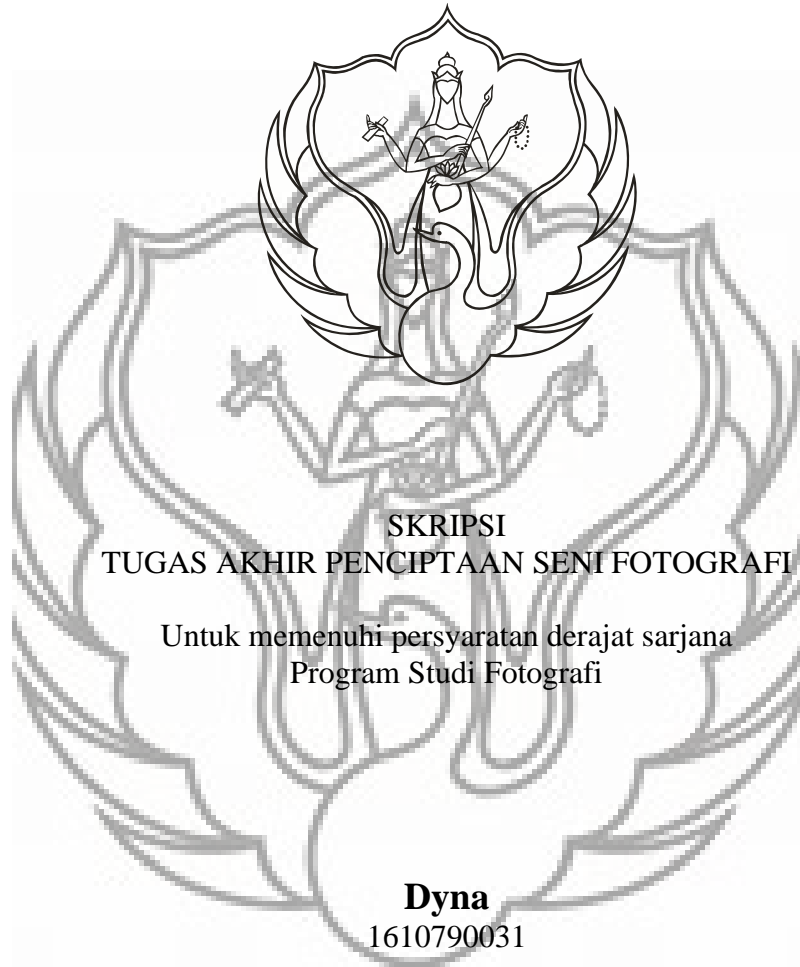 SKRIPSI
TUGAS AKHIR PENCIPTAAN SENI FOTOGRAFI
Untuk memenuhi persyaratan derajat sarjana
Program Studi Fotografi
Dyna
1610790031